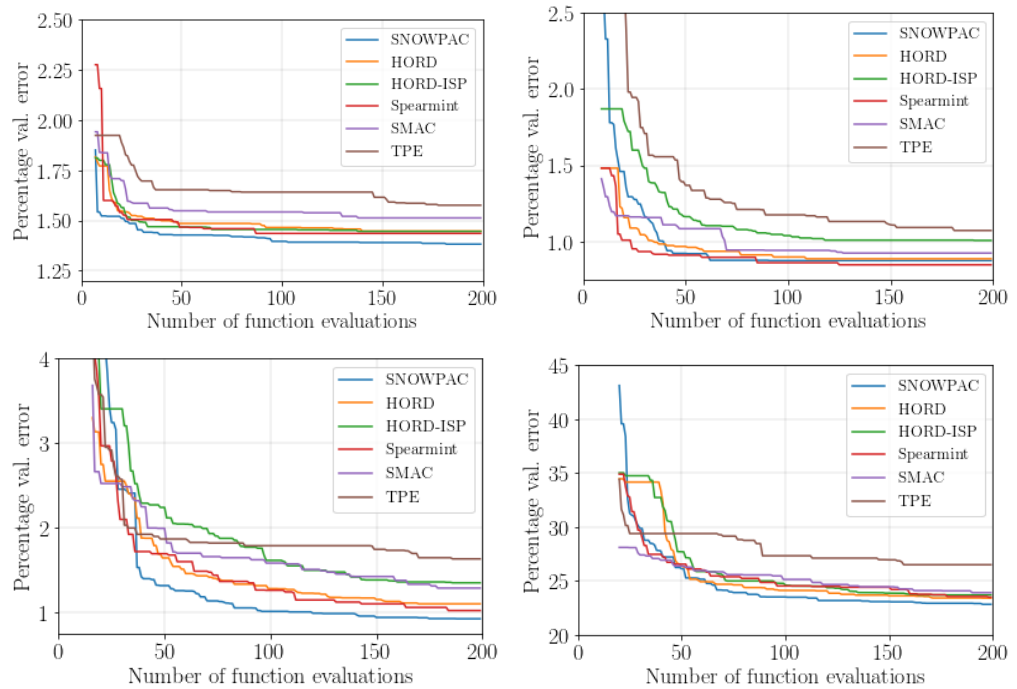 2.50
2.25
2.00
1.75
1.50
1.25
Percentage val. error
SNOWPAC
HORD
HORD-ISP
Spearmint
SMAC
TPE
0 50 100 150 200
Number of function evaluations
2.5
2.0
1.5
1.0
Percentage val. error
SNOWPAC
HORD
HORD-ISP
Spearmint
SMAC
TPE
0 50 100 150 200
Number of function evaluations
4
3
2
1
Percentage val. error
SNOWPAC
HORD
HORD-ISP
Spearmint
SMAC
TPE
0 50 100 150 200
Number of function evaluations
45
40
35
30
25
20
Percentage val. error
SNOWPAC
HORD
HORD-ISP
Spearmint
SMAC
TPE
0 50 100 150 200
Number of function evaluations